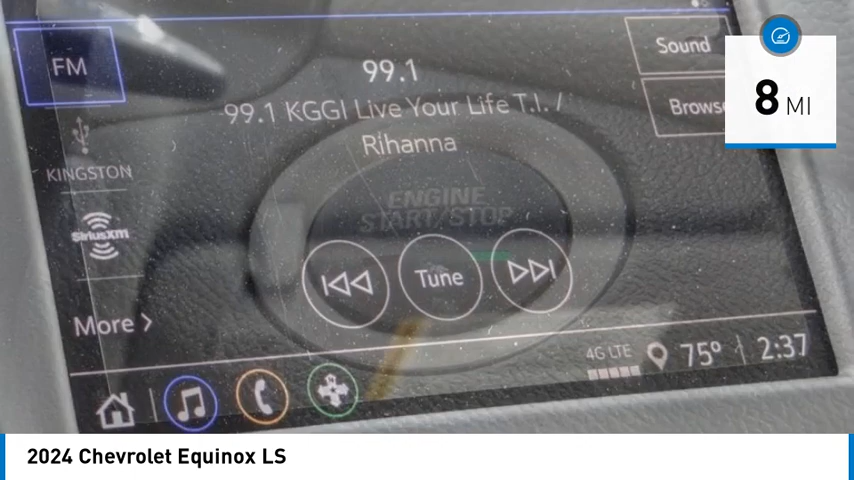 FM
99.1
Sound
99.1 KGGI Live Your Life T.I. /
Rihanna
Browse
8 MI
KINGSTON
ENGINE
START/STOP
SiriusXM
Tune
More >
4G LTE
75°
2:37
2024 Chevrolet Equinox LS